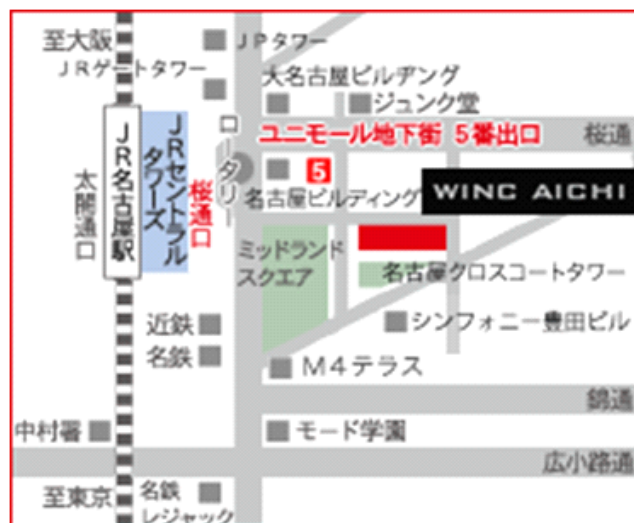 至大阪
JPタワー
JRゲートタワー
大名古屋ビルヂング
ジュンク堂
ユニモール地下街 5番出口
桜通
ロータリー
JR名古屋駅
JRセントラル
タワーズ
桜通口
太閤通口
5
名古屋ビルディング
WINC AICHI
ミッドランド
スクエア
名古屋クロスコートタワー
近鉄
名鉄
シンフォニー豊田ビル
M4テラス
錦通
中村署
モード学園
広小路通
至東京
名鉄
レジャック